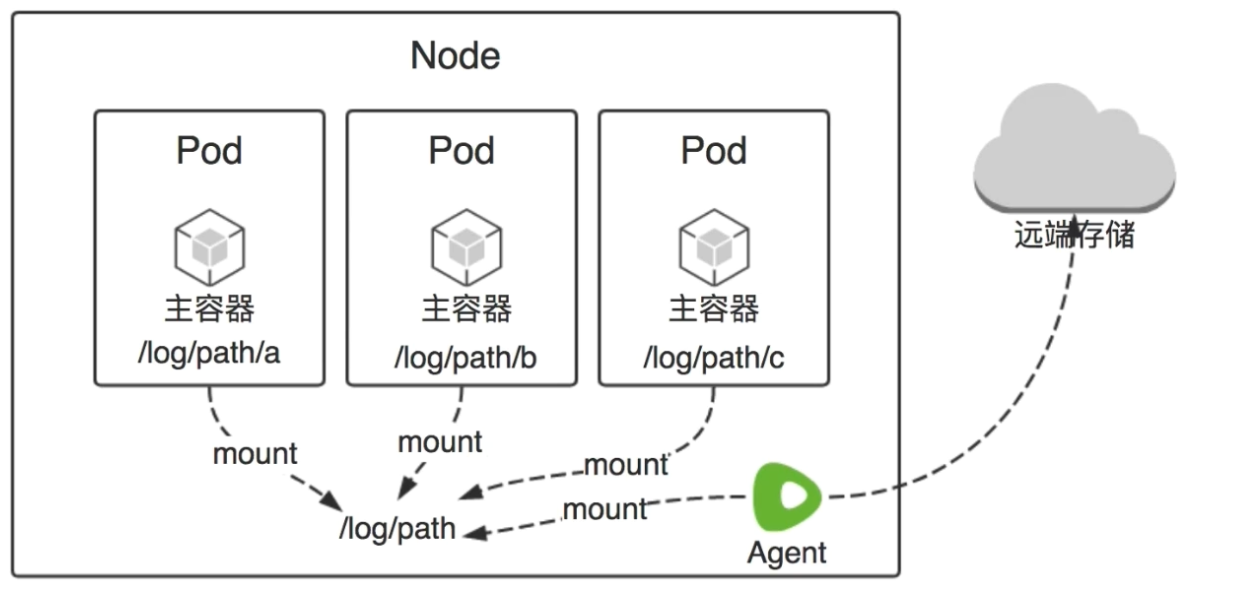 Node
Pod
主容器
/log/path/a
Pod
主容器
/log/path/b
Pod
主容器
/log/path/c
远端存储
mount
mount
mount
mount
/log/path
Agent